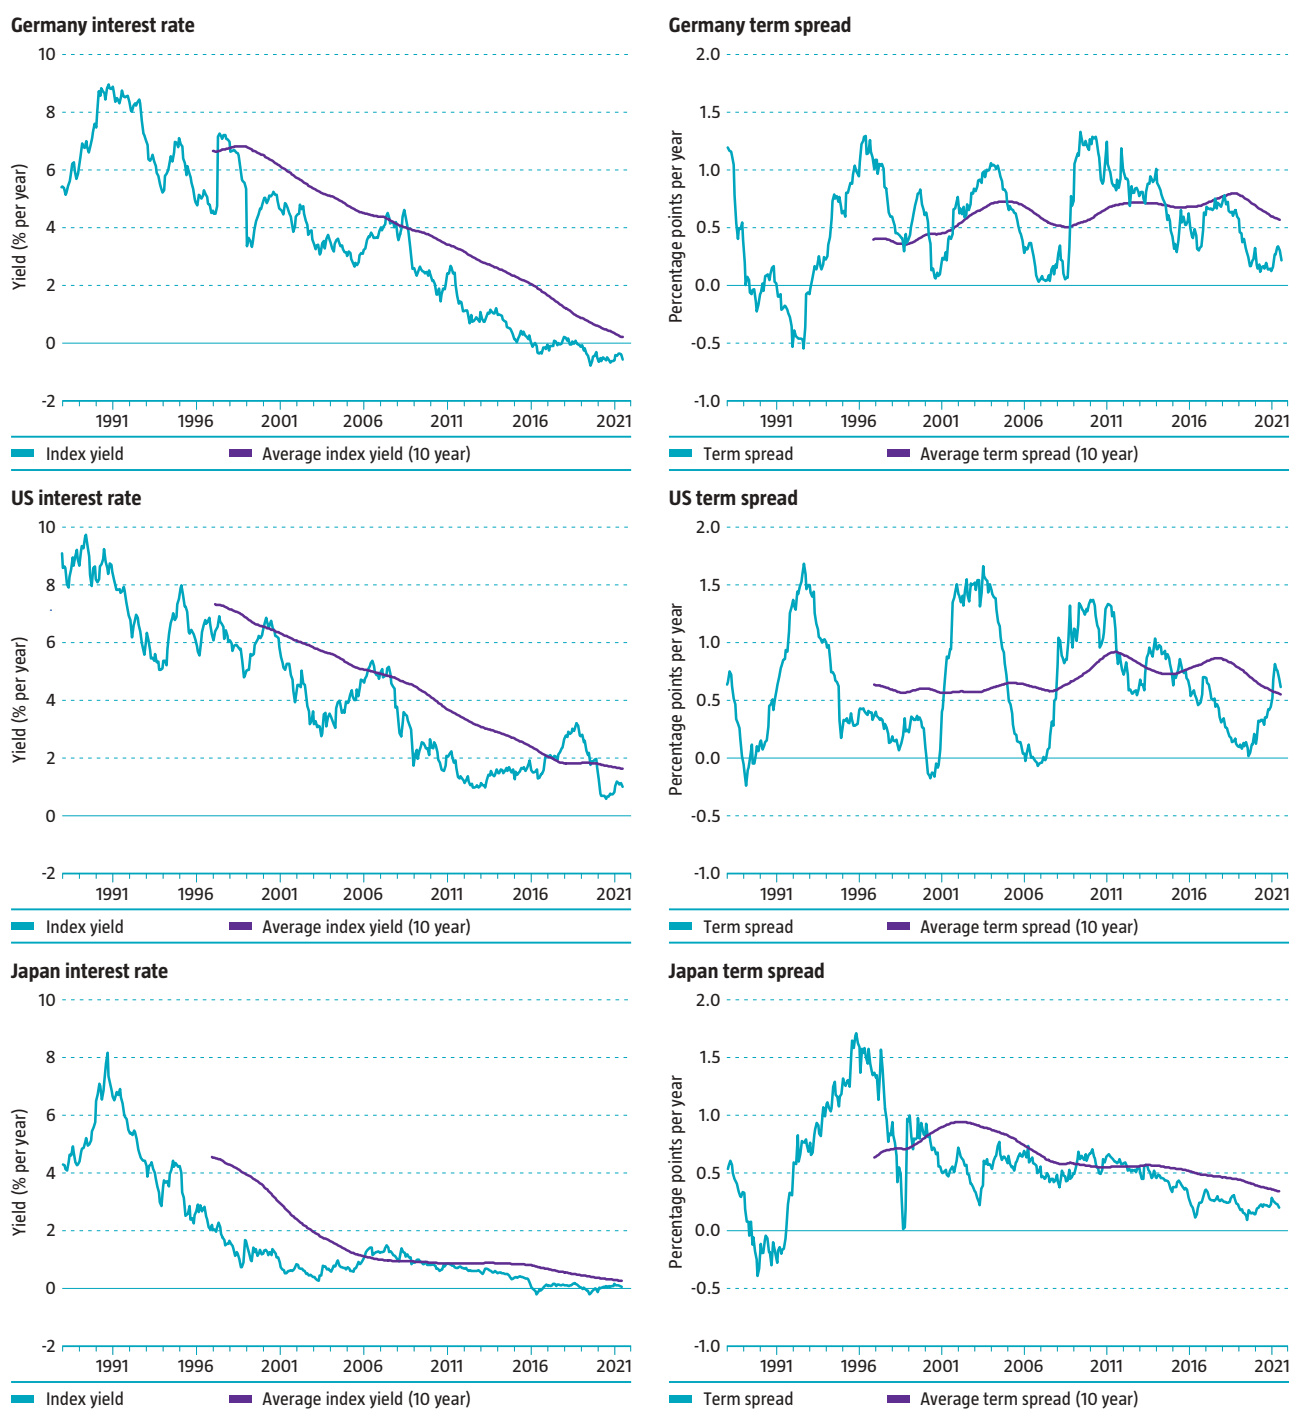 Germany interest rate
10
8
6
4
2
0
-2
Yield (% per year)
1991 1996 2001 2006 2011 2016 2021
Index yield Average index yield (10 year)
Germany term spread
2.0
1.5
1.0
0.5
0.0
-0.5
-1.0
Percentage points per year
1991 1996 2001 2006 2011 2016 2021
Term spread Average term spread (10 year)
US interest rate
10
8
6
4
2
0
-2
Yield (% per year)
1991 1996 2001 2006 2011 2016 2021
Index yield Average index yield (10 year)
US term spread
2.0
1.5
1.0
0.5
0.0
-0.5
-1.0
Percentage points per year
1991 1996 2001 2006 2011 2016 2021
Term spread Average term spread (10 year)
Japan interest rate
10
8
6
4
2
0
-2
Yield (% per year)
1991 1996 2001 2006 2011 2016 2021
Index yield Average index yield (10 year)
Japan term spread
2.0
1.5
1.0
0.5
0.0
-0.5
-1.0
Percentage points per year
1991 1996 2001 2006 2011 2016 2021
Term spread Average term spread (10 year)